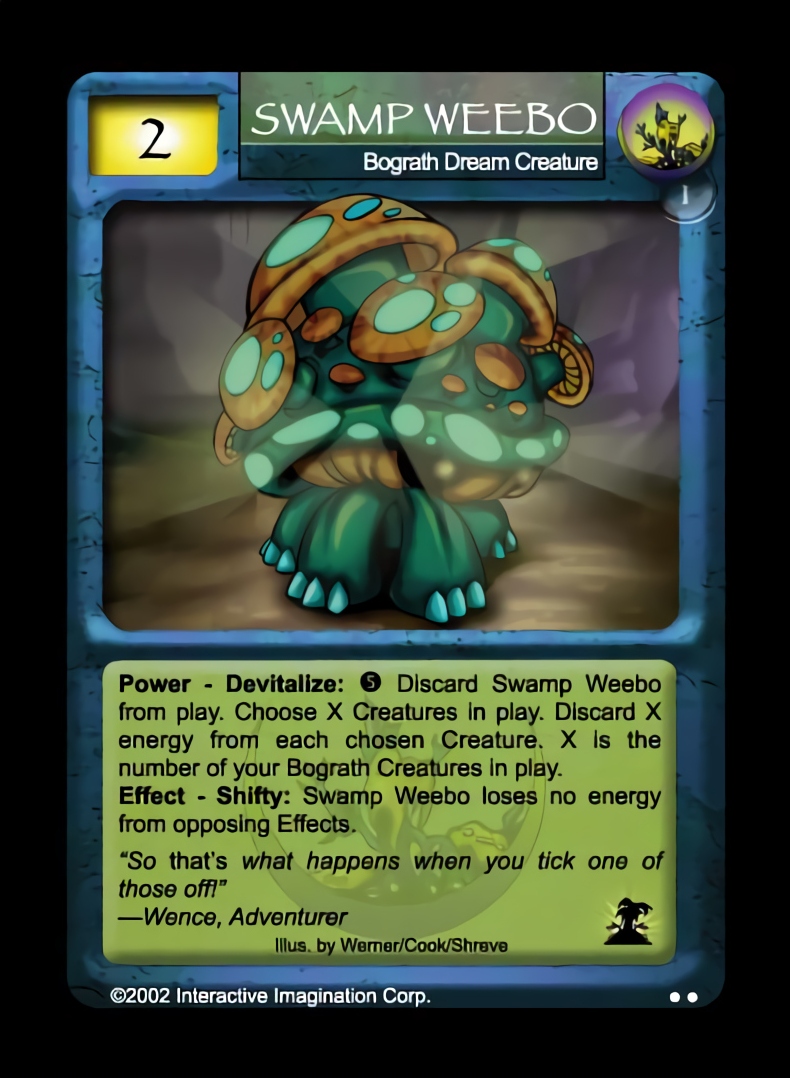 2
SWAMP WEEBO
Bograth Dream Creature
1
Power - Devitalize: ❺ Discard Swamp Weebo
from play. Choose X Creatures in play. Discard X
energy from each chosen Creature. X is the
number of your Bograth Creatures in play.
Effect - Shifty: Swamp Weebo loses no energy
from opposing Effects.
“So that’s what happens when you tick one of
those off!”
—Wence, Adventurer
Illus. by Werner/Cook/Shreve
©2002 Interactive Imagination Corp.